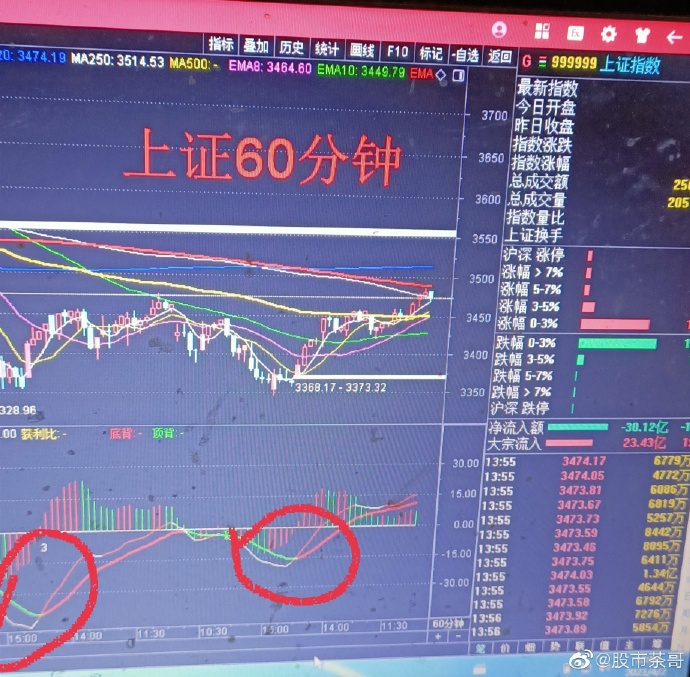 指标 叠加 历史 统计 画线 F10 标记 -自选 返回
20: 3474.19 MA250: 3514.53 MA500: - EMA8: 3464.60 EMA10: 3449.79 EMA
G 999999 上证指数
最新指数
今日开盘
昨日收盘
指数涨跌
指数涨幅
总成交额
总成交量
指数量比
上证换手
沪深 涨停
涨幅 > 7%
涨幅 5-7%
涨幅 3-5%
涨幅 0-3%
跌幅 0-3%
跌幅 3-5%
跌幅 5-7%
跌幅 > 7%
沪深 跌停
净流入额 -30.12亿
大宗流入 23.43亿
上证60分钟
3700
3650
3600
3550
3500
3450
3400
3350
3368.17 - 3373.32
328.96
.00 获利比: - 底背: - 顶背: -
30.00
15.00
0.00
-15.00
-30.00
3
15:00 14:00 11:30 10:30 15:00 14:00 11:30 60分钟
13:55 3474.17 6779万
13:55 3474.05 4772万
13:55 3473.81 6086万
13:55 3473.67 6819万
13:55 3473.73 5257万
13:55 3473.59 8442万
13:55 3473.46 8095万
13:55 3473.75 6411万
13:55 3474.03 1.34亿
13:55 3473.55 4644万
13:56 3473.58 6792万
13:56 3473.92 7276万
13:56 3473.89 5854万
笔 价 细 势 联 值 主 筹
@股市茶哥